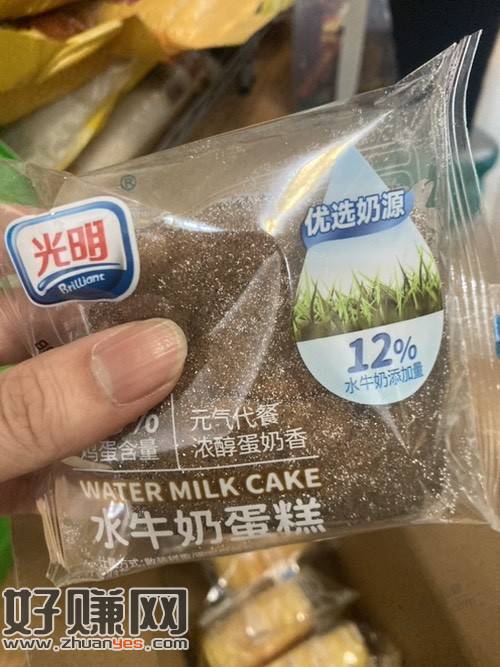 ®
光明
Brilliant
优选奶源
12%
水牛奶添加量
%
鸡蛋含量
元气代餐
浓醇蛋奶香
WATER MILK CAKE
水牛奶蛋糕
好赚网
www.zhuanyes.com